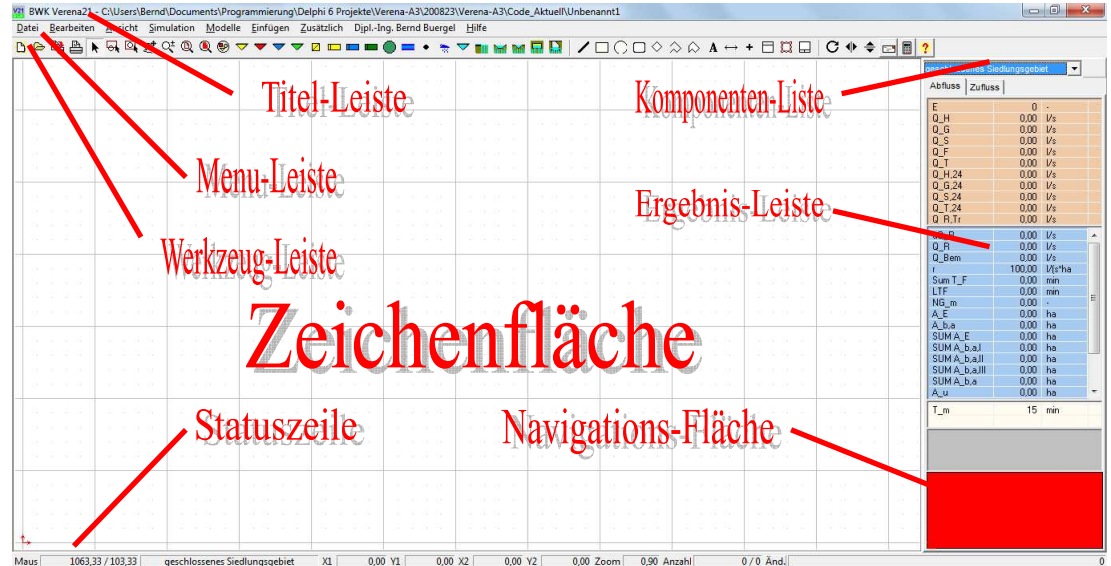 V21 BWK Verena21 - C:\Users\Bernd\Documents\Programmierung\Delphi 6 Projekte\Verena-A3\200823\Verena-A3\Code_Aktuell\Unbenannt1
Datei Bearbeiten Ansicht Simulation Modelle Einfügen Zusätzlich Dipl.-Ing. Bernd Buergel Hilfe
geschlossenes Siedlungsgebiet
Abfluss Zufluss
Titel-Leiste
Komponenten-Liste
Menu-Leiste
Ergebnis-Leiste
Werkzeug-Leiste
Zeichenfläche
Statuszeile
Navigations-Fläche
E 0 -
Q_H 0,00 l/s
Q_G 0,00 l/s
Q_S 0,00 l/s
Q_F 0,00 l/s
Q_T 0,00 l/s
Q_H,24 0,00 l/s
Q_G,24 0,00 l/s
Q_S,24 0,00 l/s
Q_T,24 0,00 l/s
Q_R,Tr 0,00 l/s
0,00 l/s
Q_R 0,00 l/s
Q_Bem 0,00 l/s
r 100,00 l/(s*ha
Sum T_F 0,00 min
LTF 0,00 min
NG_m 0,00 -
A_E 0,00 ha
A_b,a 0,00 ha
SUM A_E 0,00 ha
SUM A_b,a,I 0,00 ha
SUM A_b,a,II 0,00 ha
SUM A_b,a,III 0,00 ha
SUM A_b,a 0,00 ha
A_u 0,00 ha
T_m 15 min
Maus 1063,33 / 103,33 geschlossenes Siedlungsgebiet X1 0,00 Y1 0,00 X2 0,00 Y2 0,00 Zoom 0,90 Anzahl 0 / 0 Änd. 0